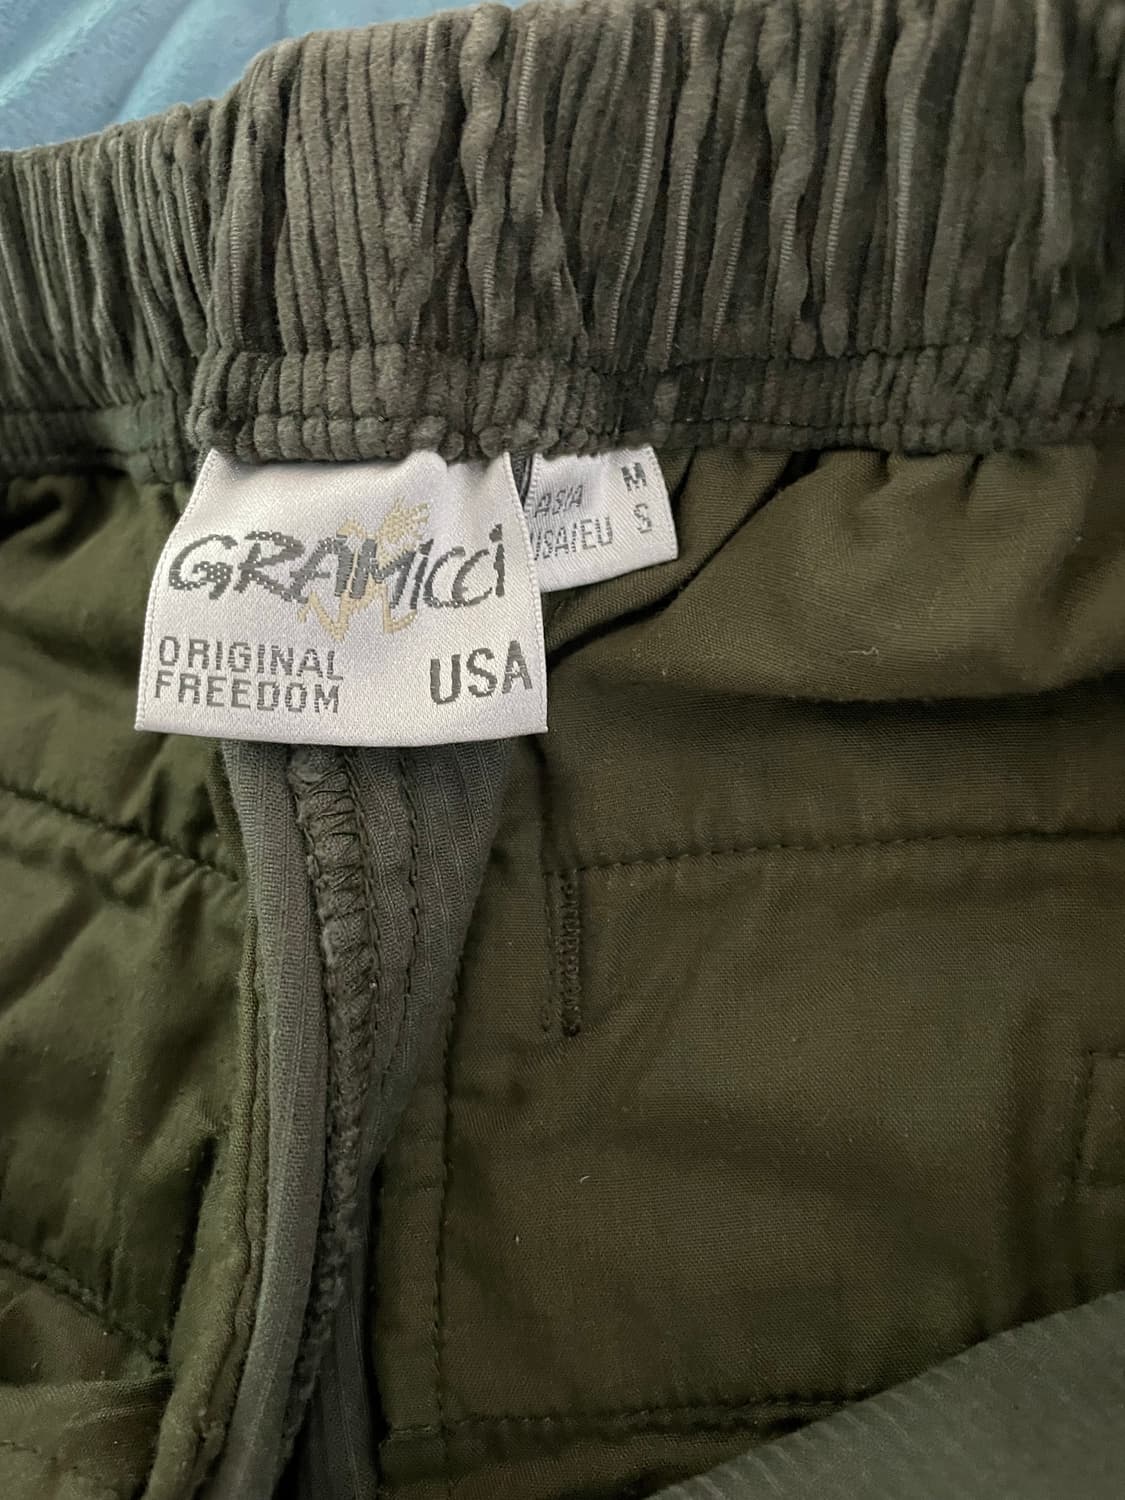 GRAMicci
ORIGINAL
FREEDOM
USA
ASIA M
USA/EU S